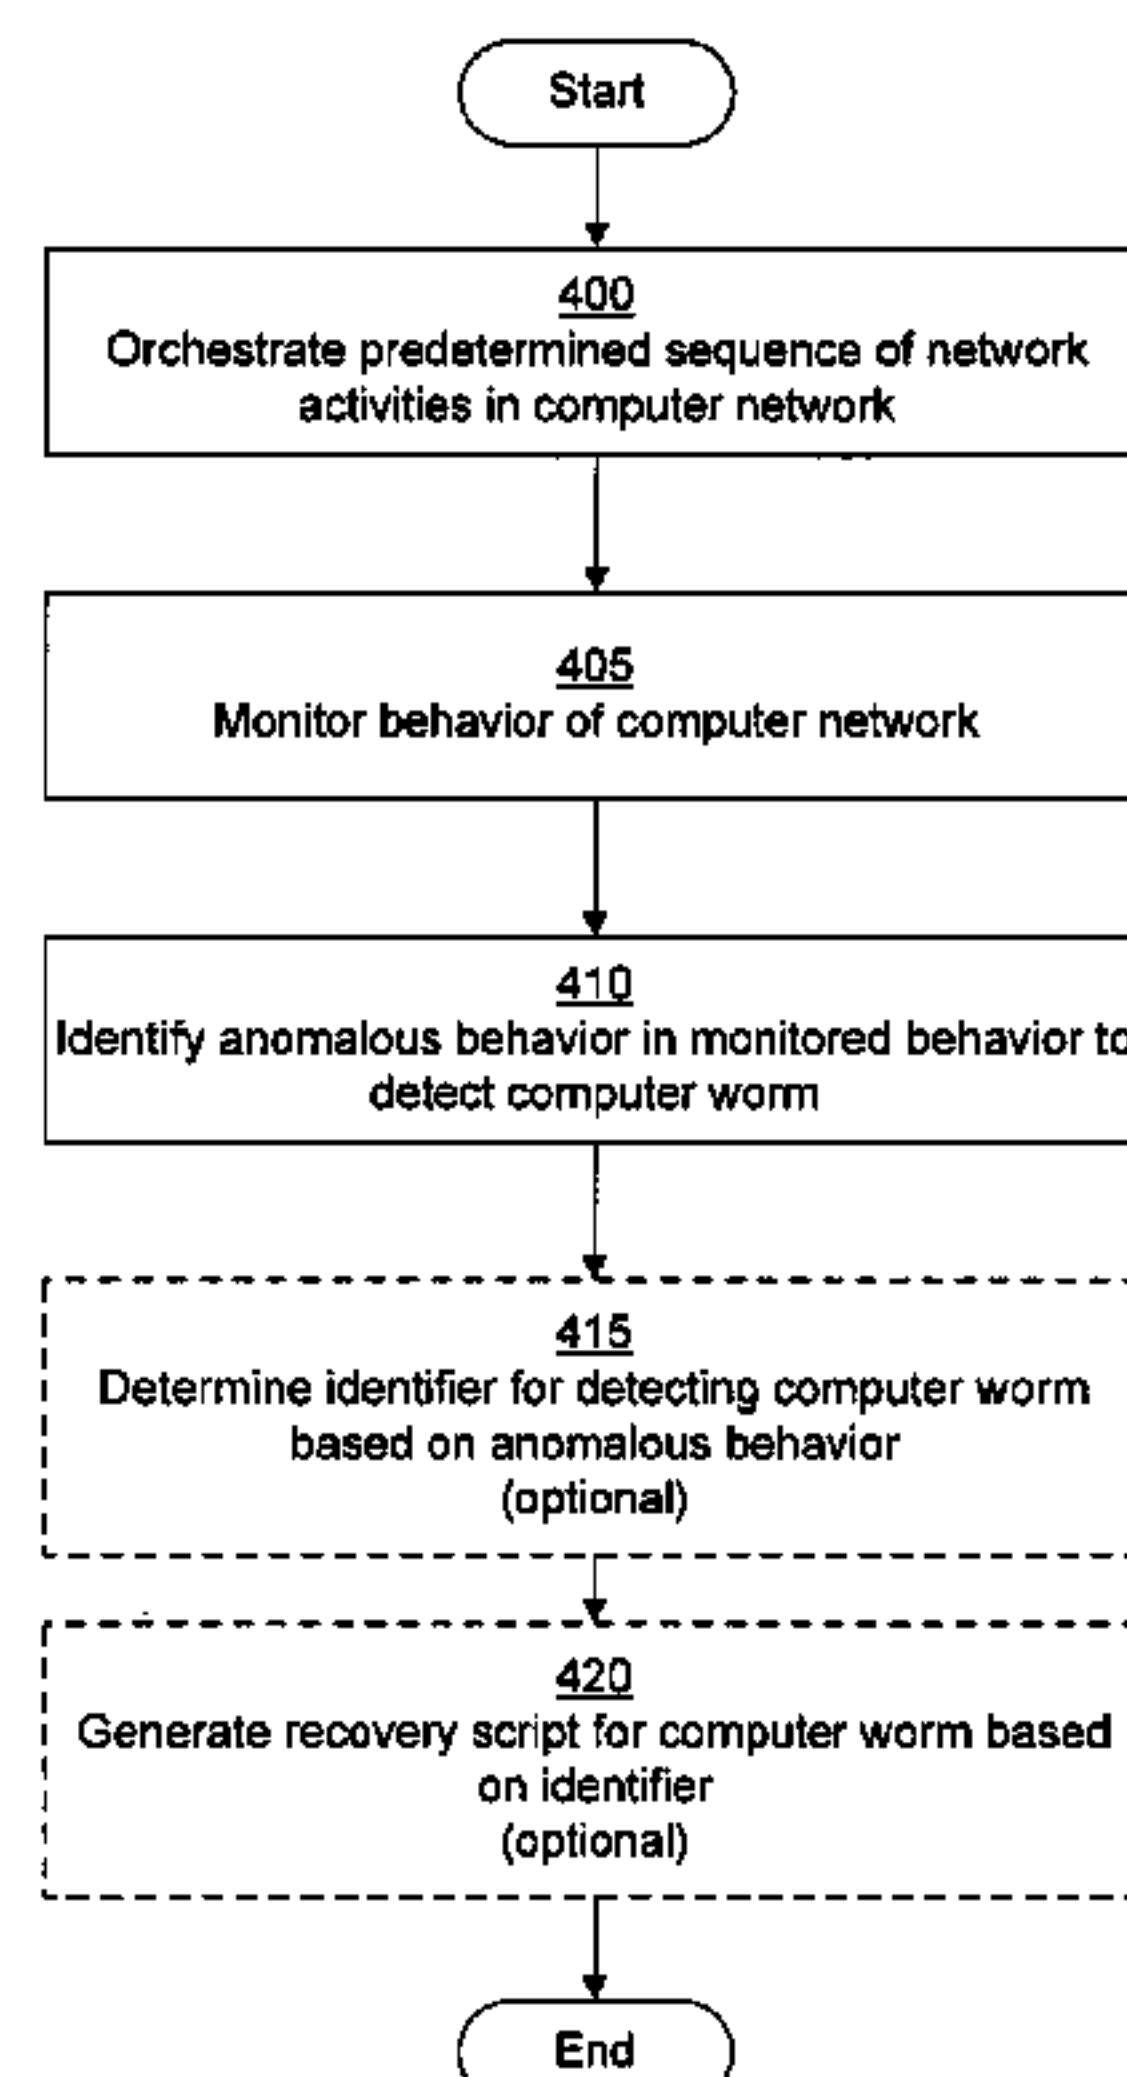 Start
400
Orchestrate predetermined sequence of network
activities in computer network
405
Monitor behavior of computer network
410
Identify anomalous behavior in monitored behavior to
detect computer worm
415
Determine identifier for detecting computer worm
based on anomalous behavior
(optional)
420
Generate recovery script for computer worm based
on identifier
(optional)
End